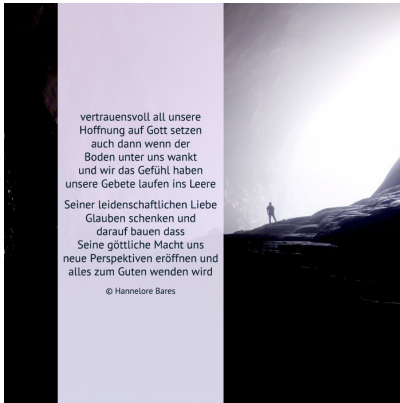 vertrauensvoll all unsere
Hoffnung auf Gott setzen
auch dann wenn der
Boden unter uns wankt
und wir das Gefühl haben
unsere Gebete laufen ins Leere
Seiner leidenschaftlichen Liebe
Glauben schenken und
darauf bauen dass
Seine göttliche Macht uns
neue Perspektiven eröffnen und
alles zum Guten wenden wird
© Hannelore Bares